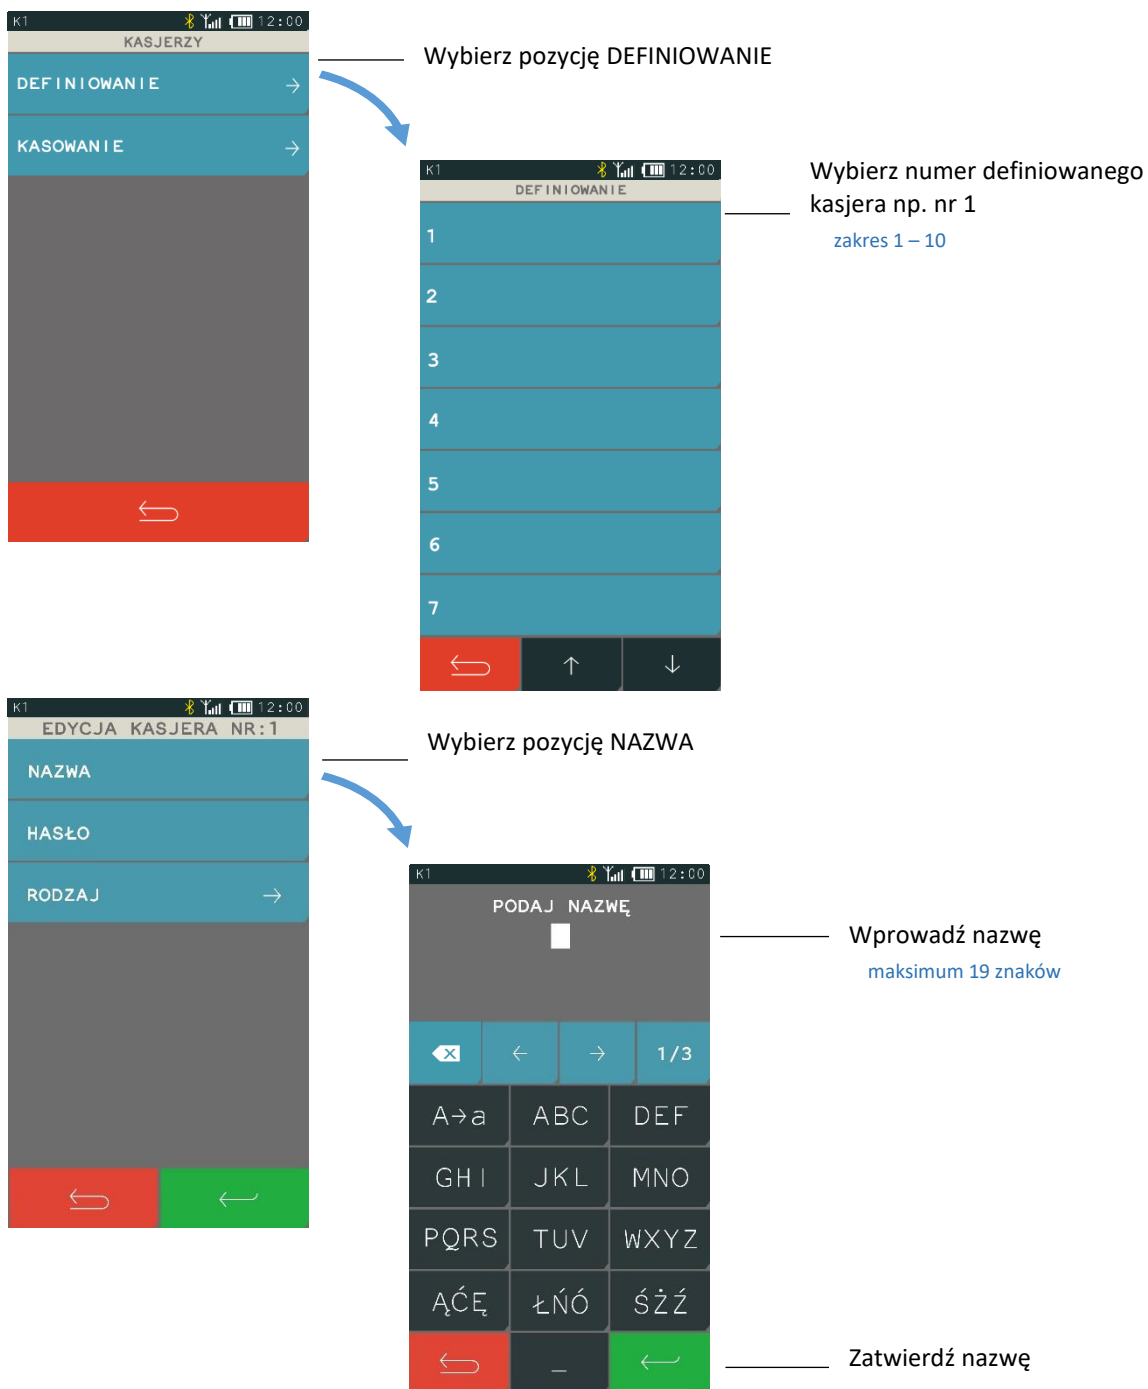 K1 12:00
KASJERZY
DEFINIOWANIE →
KASOWANIE →
Wybierz pozycję DEFINIOWANIE
K1 12:00
DEFINIOWANIE
1
2
3
4
5
6
7
Wybierz numer definiowanego
kasjera np. nr 1
zakres 1 – 10
K1 12:00
EDYCJA KASJERA NR:1
NAZWA
HASŁO
RODZAJ →
Wybierz pozycję NAZWA
K1 12:00
PODAJ NAZWĘ
← → 1/3
A→a ABC DEF
GHI JKL MNO
PQRS TUV WXYZ
ĄĆĘ ŁŃÓ ŚŻŹ
_
Wprowadź nazwę
maksimum 19 znaków
Zatwierdź nazwę